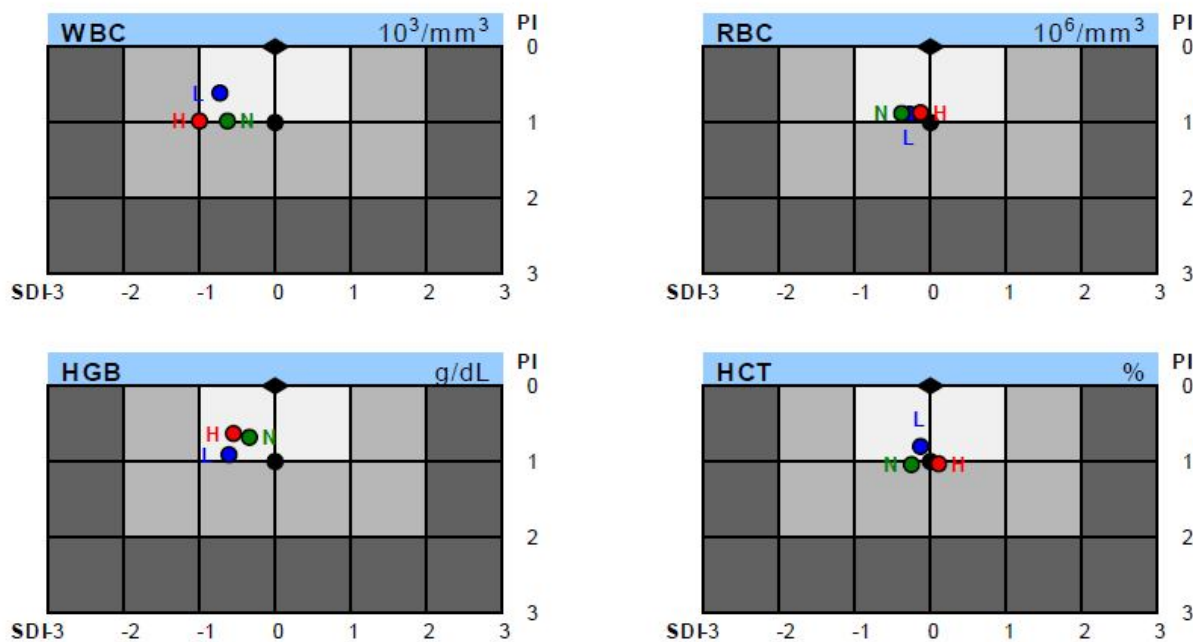 WBC 10³/mm³ PI
0
L
H N 1
2
3
SDI-3 -2 -1 0 1 2 3
RBC 10⁶/mm³ PI
0
N H
1
L
2
3
SDI-3 -2 -1 0 1 2 3
HGB g/dL PI
0
H N
L
1
2
3
SDI-3 -2 -1 0 1 2 3
HCT % PI
0
L
N H 1
2
3
SDI-3 -2 -1 0 1 2 3